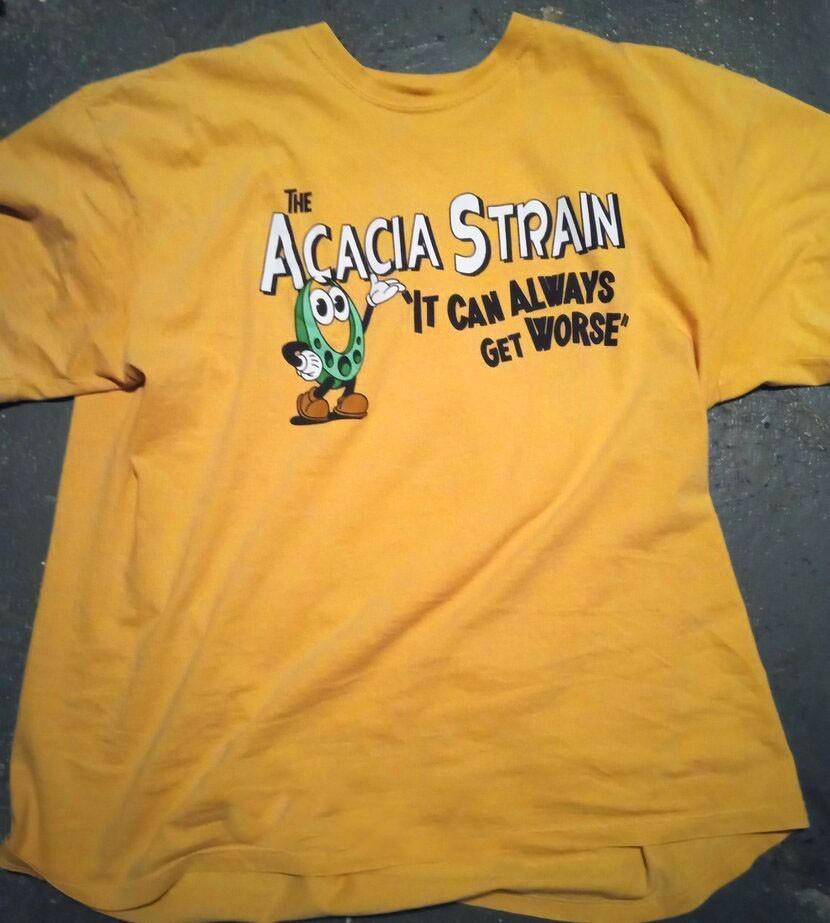 THE
ACACIA STRAIN
"IT CAN ALWAYS
GET WORSE"